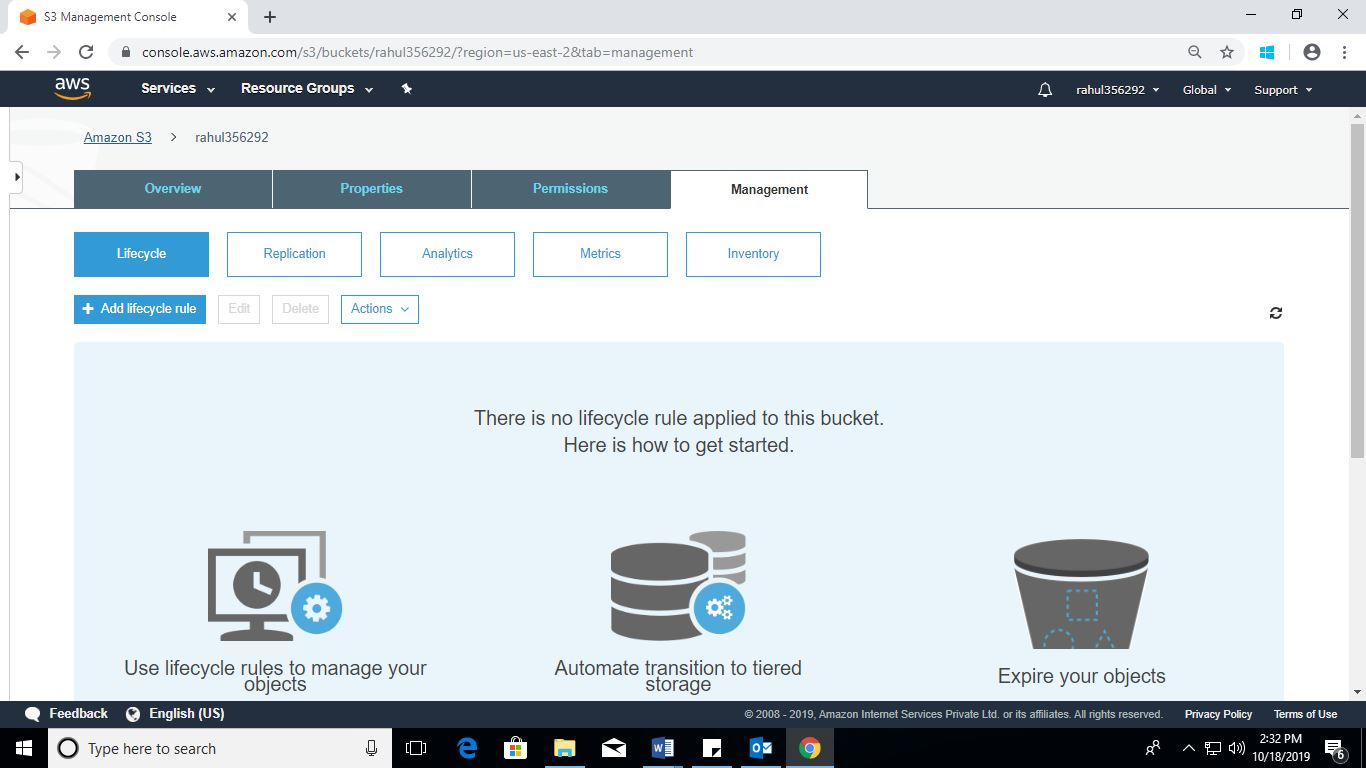 S3 Management Console
console.aws.amazon.com/s3/buckets/rahul356292/?region=us-east-2&tab=management
aws Services Resource Groups rahul356292 Global Support
Amazon S3 > rahul356292
Overview Properties Permissions Management
Lifecycle Replication Analytics Metrics Inventory
+ Add lifecycle rule Edit Delete Actions
There is no lifecycle rule applied to this bucket.
Here is how to get started.
Use lifecycle rules to manage your
objects
Automate transition to tiered
storage
Expire your objects
Feedback English (US) © 2008 - 2019, Amazon Internet Services Private Ltd. or its affiliates. All rights reserved. Privacy Policy Terms of Use
Type here to search
2:32 PM
10/18/2019
6